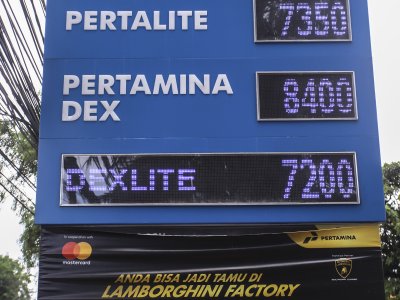 PERTALITE 7350
PERTAMINA
DEX 8400
DEXLITE 7200
mastercard
PERTAMINA
ANDA BISA JADI TAMU DI
LAMBORGHINI FACTORY